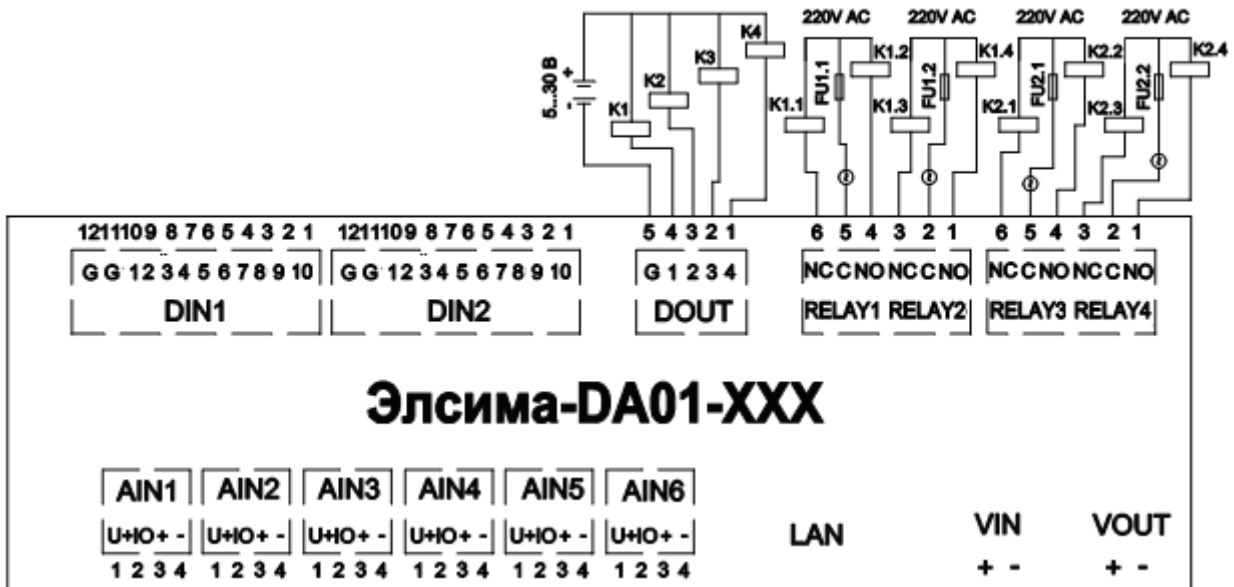 220V AC 220V AC 220V AC 220V AC
K4
K3
K2
K1
5...30 В
+
-
K1.2 K1.4 K2.2 K2.4
FU1.1 FU1.2 FU2.1 FU2.2
K1.1 K1.3 K2.1 K2.3
12 11 10 9 8 7 6 5 4 3 2 1 12 11 10 9 8 7 6 5 4 3 2 1 5 4 3 2 1 6 5 4 3 2 1 6 5 4 3 2 1
G G 1 2 3 4 5 6 7 8 9 10 G G 1 2 3 4 5 6 7 8 9 10 G 1 2 3 4 NC C NO NC C NO NC C NO NC C NO
DIN1 DIN2 DOUT RELAY1 RELAY2 RELAY3 RELAY4
Элсима-DA01-XXX
AIN1 AIN2 AIN3 AIN4 AIN5 AIN6
U+IO+ - U+IO+ - U+IO+ - U+IO+ - U+IO+ - U+IO+ -
1 2 3 4 1 2 3 4 1 2 3 4 1 2 3 4 1 2 3 4 1 2 3 4
LAN VIN VOUT
+ - + -